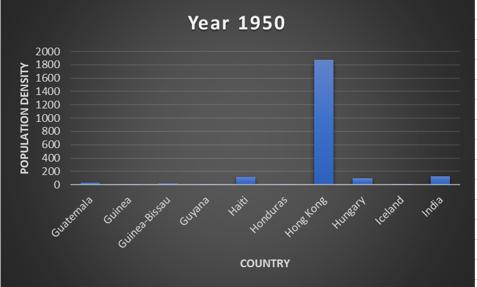 Year 1950
POPULATION DENSITY
2000
1800
1600
1400
1200
1000
800
600
400
200
0
Guatemala
Guinea
Guinea-Bissau
Guyana
Haiti
Honduras
Hong Kong
Hungary
Iceland
India
COUNTRY